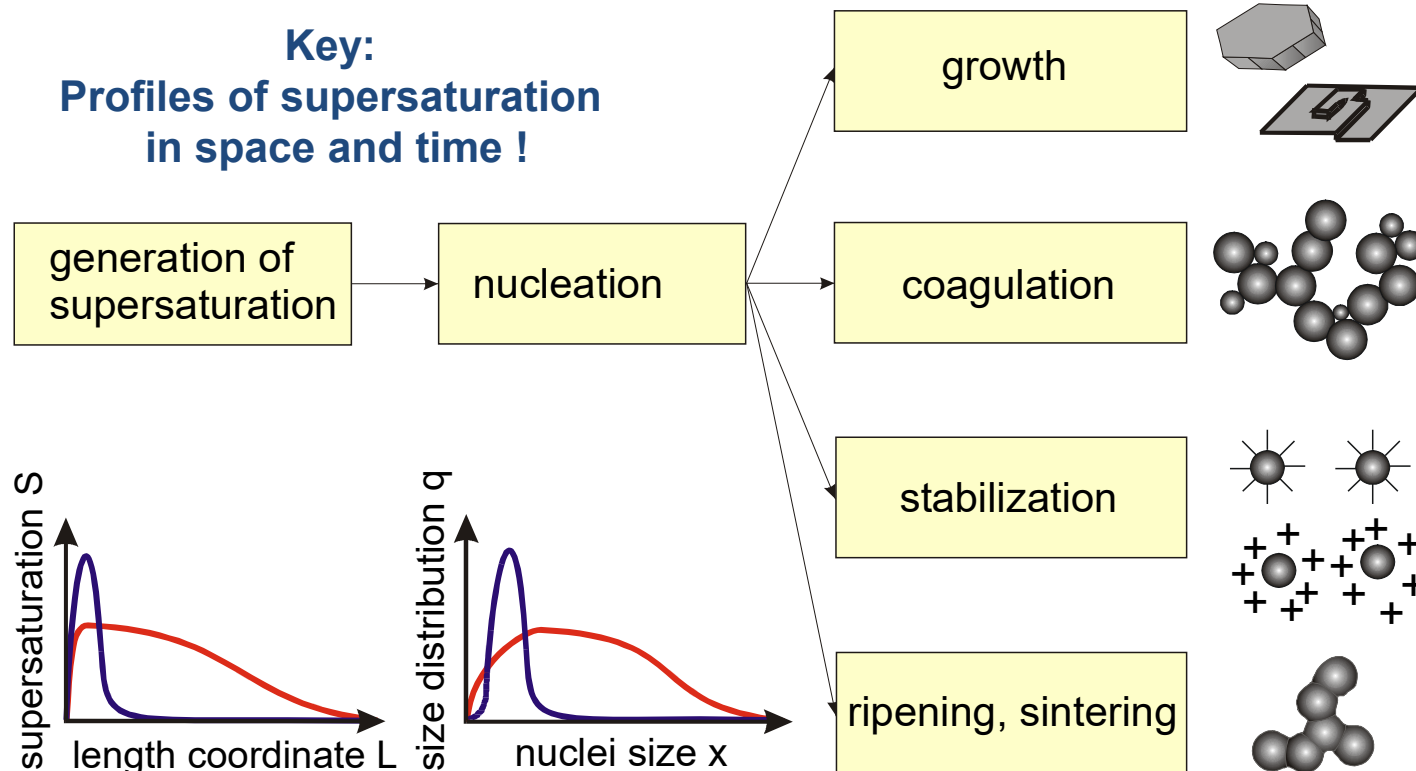 Key:
Profiles of supersaturation
in space and time !
generation of
supersaturation
nucleation
growth
coagulation
stabilization
ripening, sintering
supersaturation S
length coordinate L
size distribution q
nuclei size x